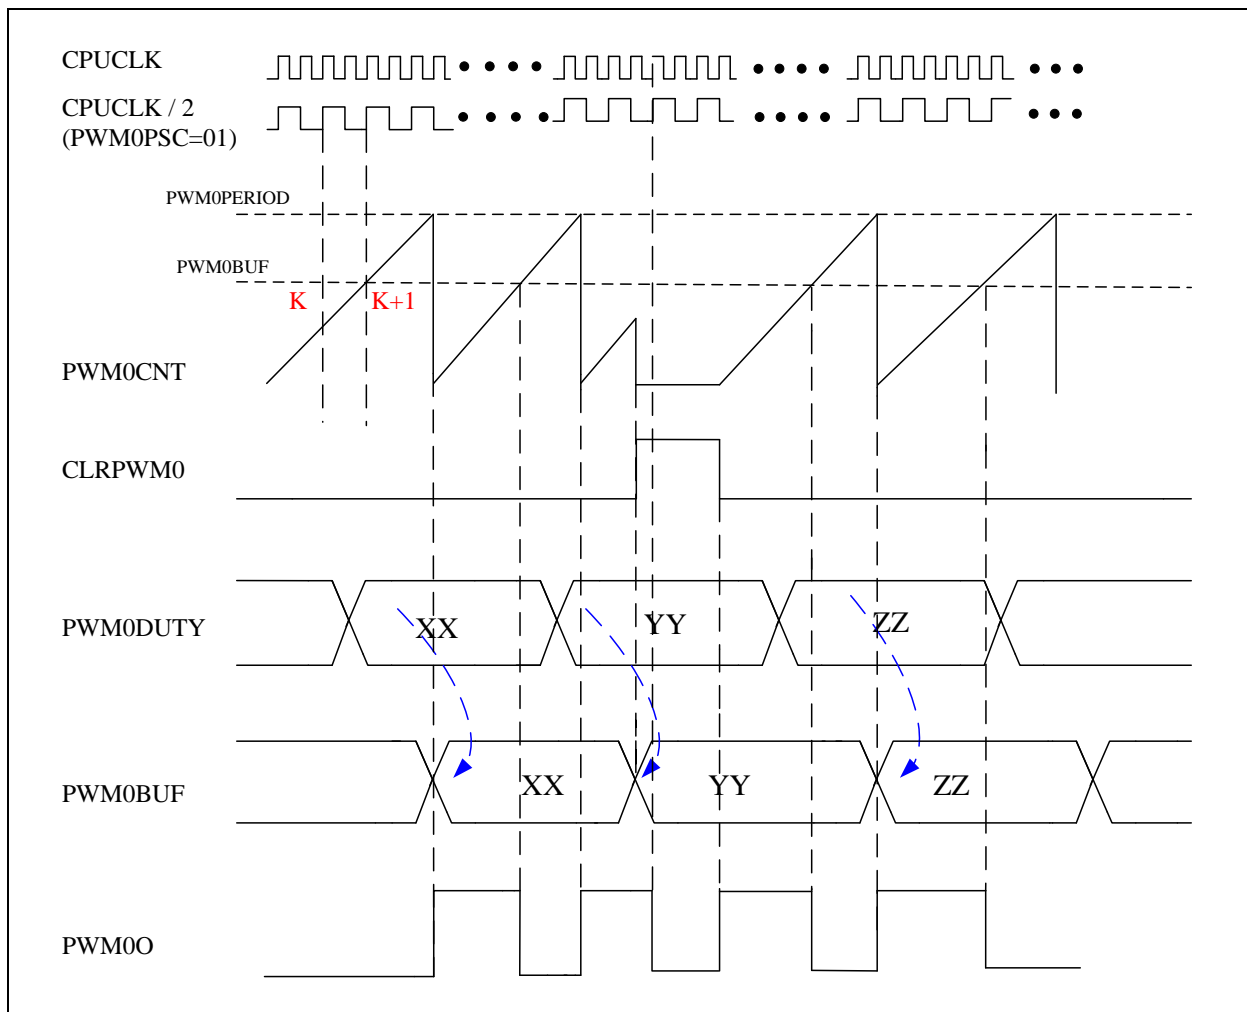 CPUCLK
CPUCLK / 2
(PWM0PSC=01)
PWM0PERIOD
PWM0BUF
K K+1
PWM0CNT
CLRPWM0
PWM0DUTY XX YY ZZ
PWM0BUF XX YY ZZ
PWM0O